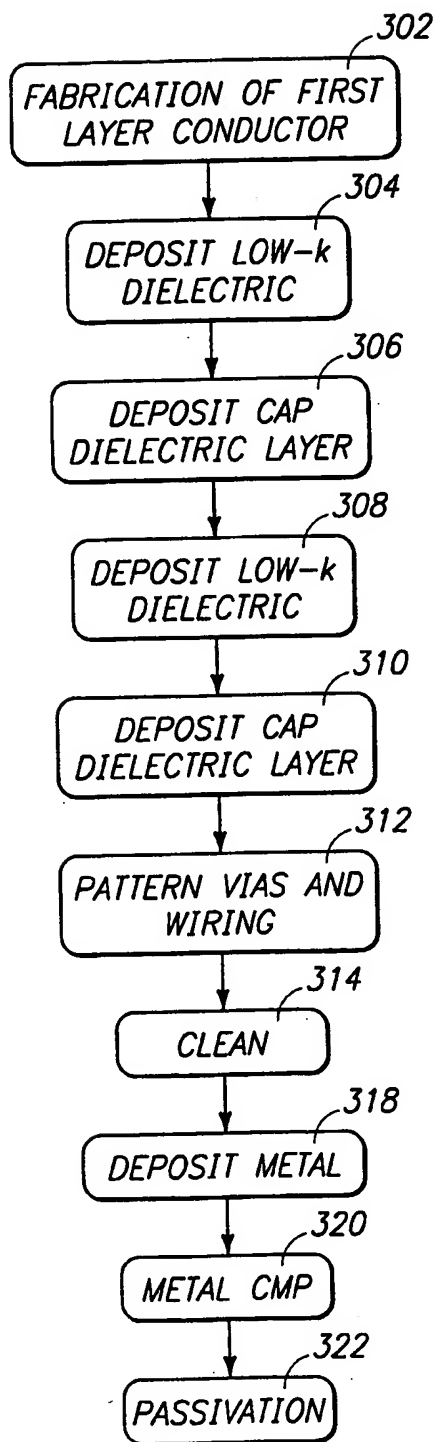 302
FABRICATION OF FIRST
LAYER CONDUCTOR
304
DEPOSIT LOW-k
DIELECTRIC
306
DEPOSIT CAP
DIELECTRIC LAYER
308
DEPOSIT LOW-k
DIELECTRIC
310
DEPOSIT CAP
DIELECTRIC LAYER
312
PATTERN VIAS AND
WIRING
314
CLEAN
318
DEPOSIT METAL
320
METAL CMP
322
PASSIVATION